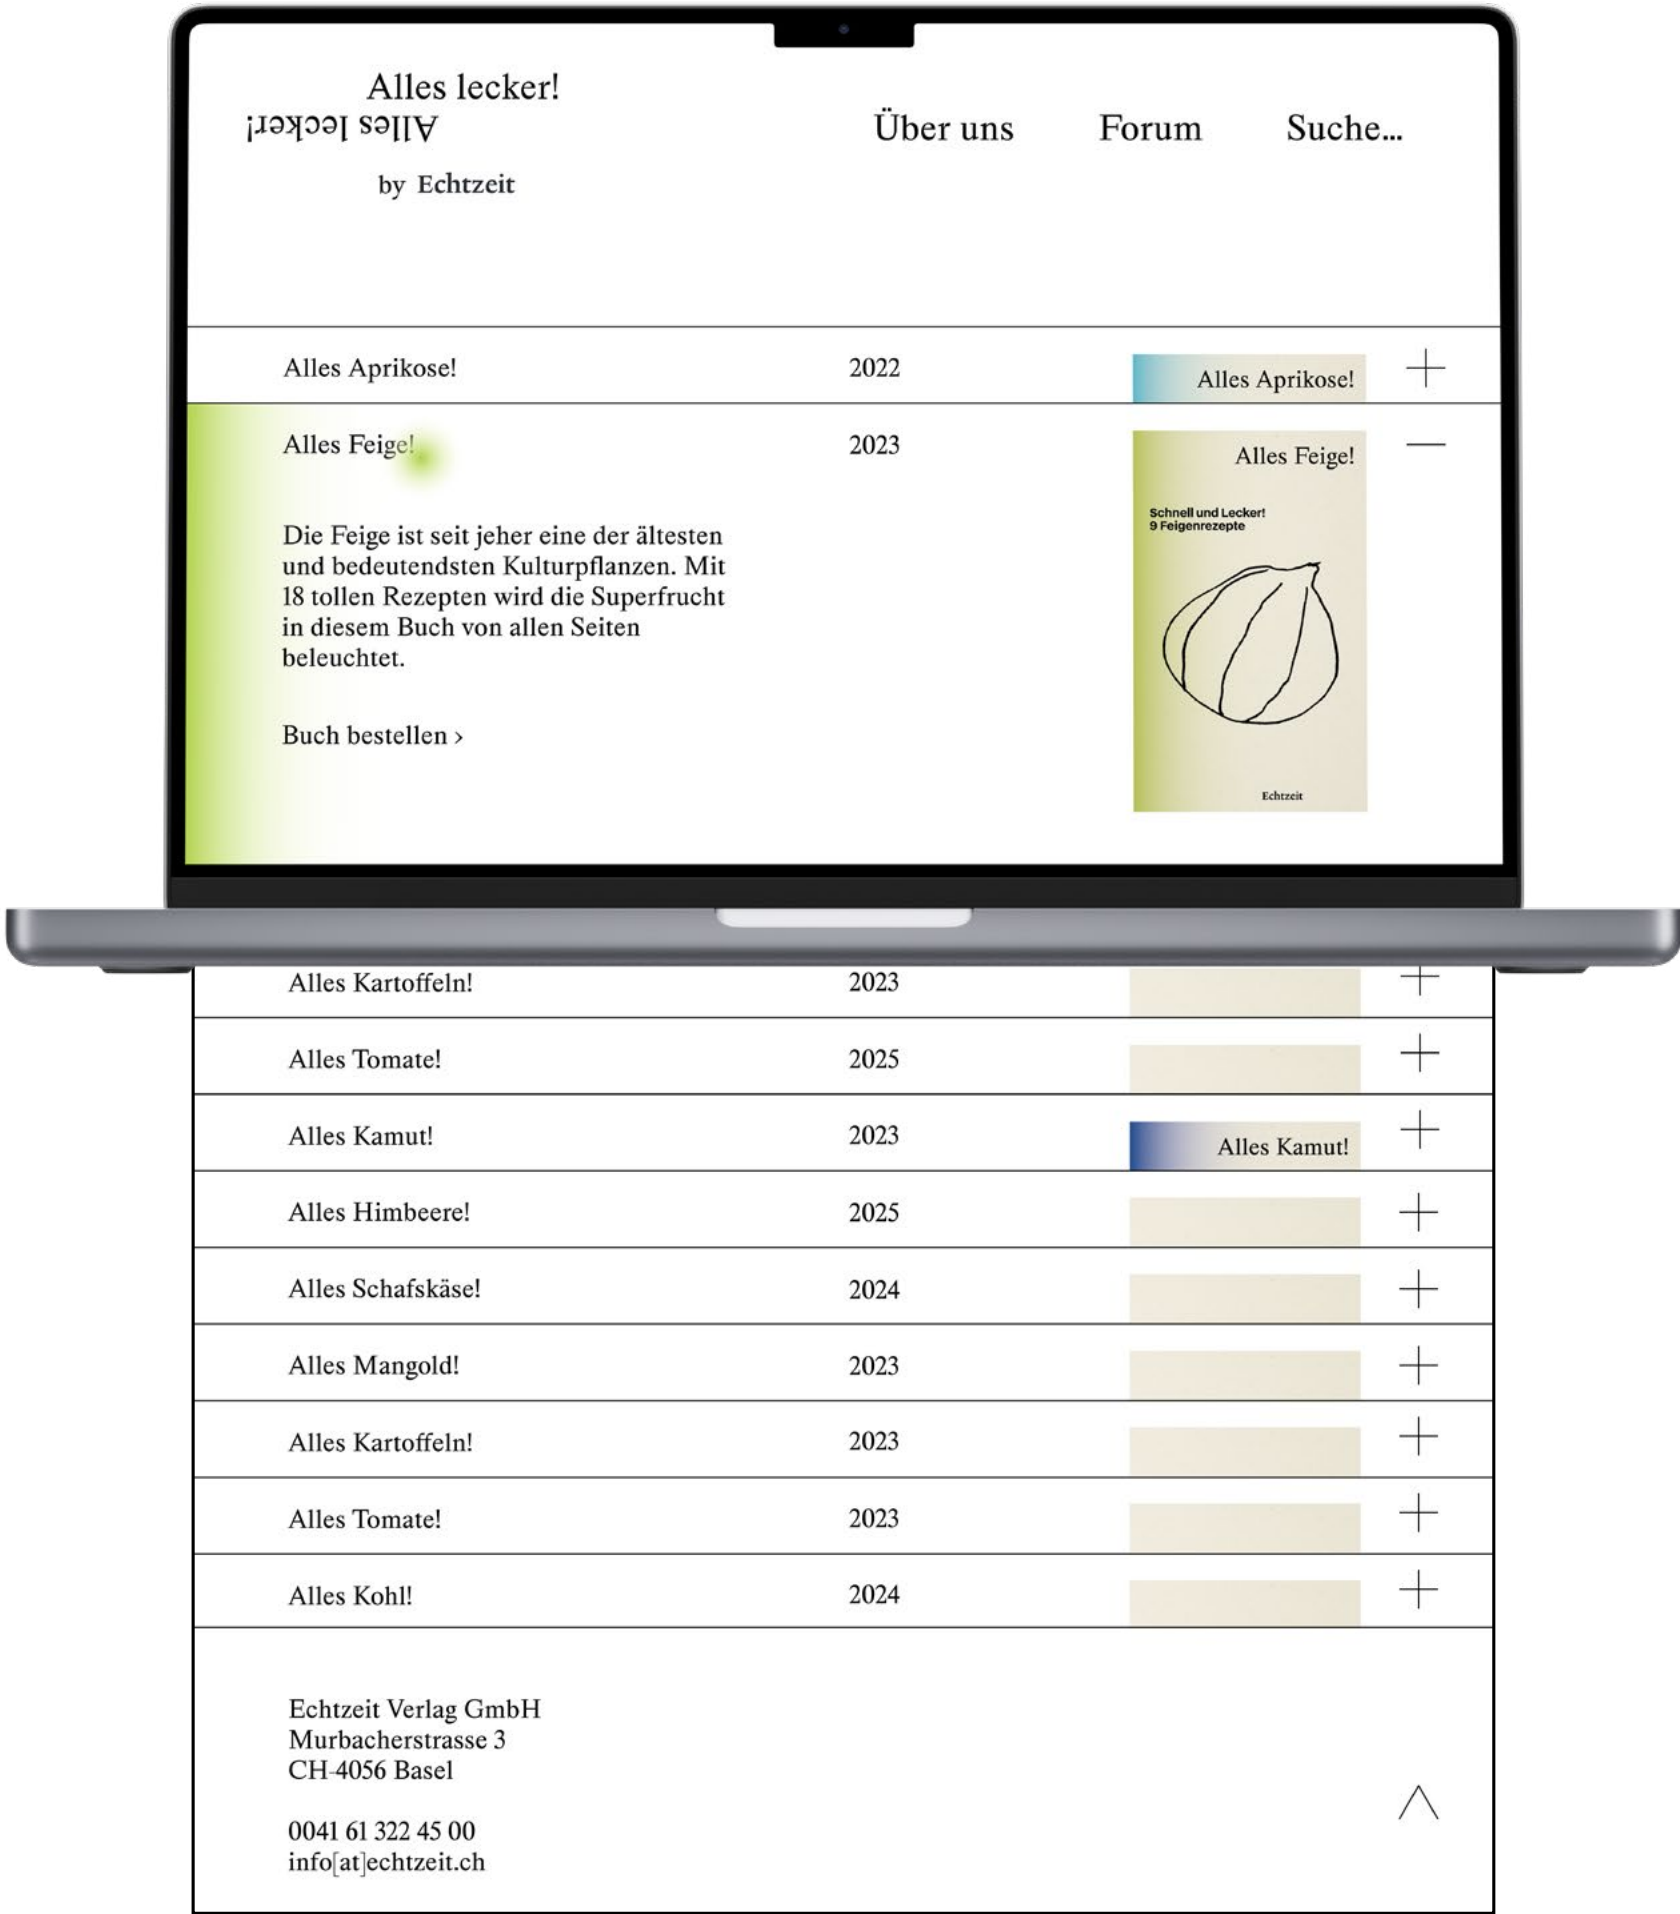 Alles lecker!
Alles lecker!
by Echtzeit
Über uns Forum Suche...
Alles Aprikose! 2022 Alles Aprikose!
Alles Feige! 2023 Alles Feige!
Schnell und Lecker!
9 Feigenrezepte
Echtzeit
Die Feige ist seit jeher eine der ältesten
und bedeutendsten Kulturpflanzen. Mit
18 tollen Rezepten wird die Superfrucht
in diesem Buch von allen Seiten
beleuchtet.
Buch bestellen ›
Alles Kartoffeln! 2023
Alles Tomate! 2025
Alles Kamut! 2023 Alles Kamut!
Alles Himbeere! 2025
Alles Schafskäse! 2024
Alles Mangold! 2023
Alles Kartoffeln! 2023
Alles Tomate! 2023
Alles Kohl! 2024
Echtzeit Verlag GmbH
Murbacherstrasse 3
CH-4056 Basel
0041 61 322 45 00
info[at]echtzeit.ch